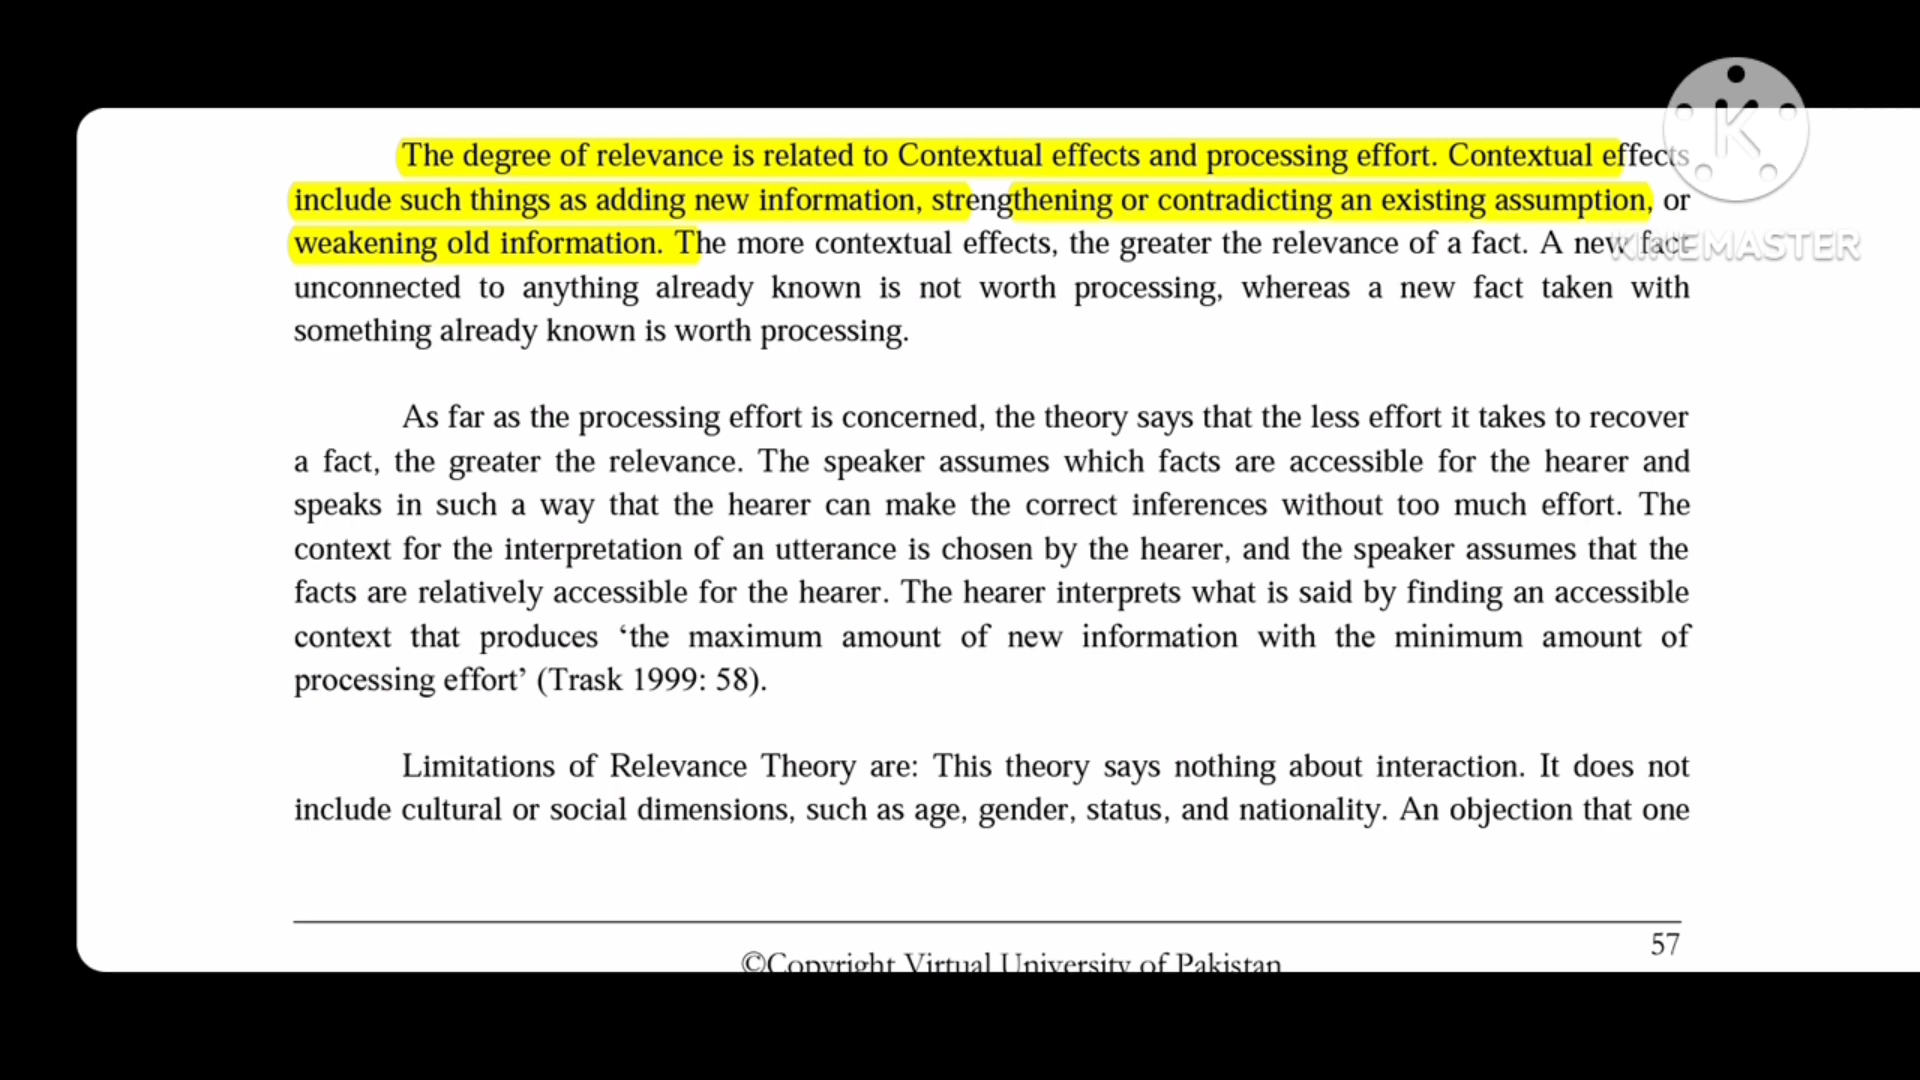 The degree of relevance is related to Contextual effects and processing effort. Contextual effects
include such things as adding new information, strengthening or contradicting an existing assumption, or
weakening old information. The more contextual effects, the greater the relevance of a fact. A new fact
unconnected to anything already known is not worth processing, whereas a new fact taken with
something already known is worth processing.
As far as the processing effort is concerned, the theory says that the less effort it takes to recover
a fact, the greater the relevance. The speaker assumes which facts are accessible for the hearer and
speaks in such a way that the hearer can make the correct inferences without too much effort. The
context for the interpretation of an utterance is chosen by the hearer, and the speaker assumes that the
facts are relatively accessible for the hearer. The hearer interprets what is said by finding an accessible
context that produces ‘the maximum amount of new information with the minimum amount of
processing effort’ (Trask 1999: 58).
Limitations of Relevance Theory are: This theory says nothing about interaction. It does not
include cultural or social dimensions, such as age, gender, status, and nationality. An objection that one
57
©Copyright Virtual University of Pakistan
K
KINEMASTER